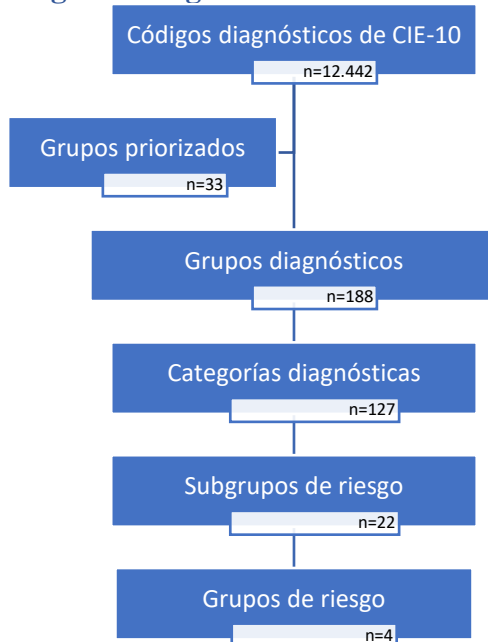 Códigos diagnósticos de CIE-10
n=12.442
Grupos priorizados
n=33
Grupos diagnósticos
n=188
Categorías diagnósticas
n=127
Subgrupos de riesgo
n=22
Grupos de riesgo
n=4